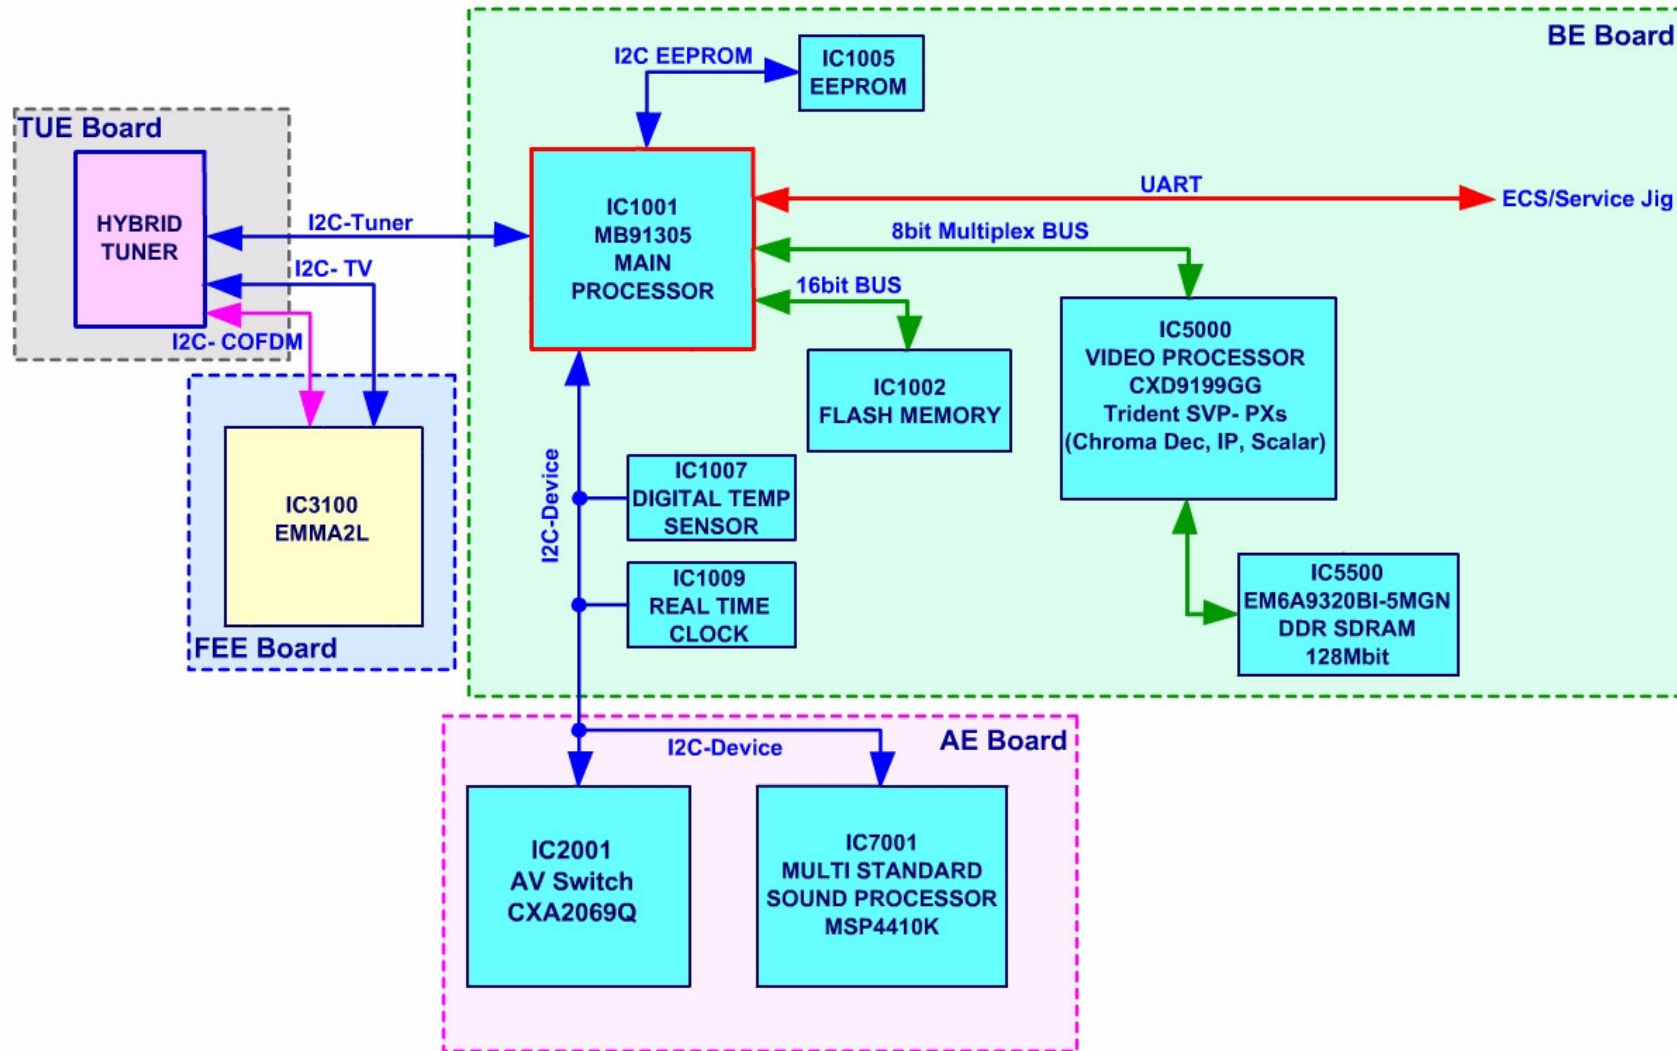 BE Board
I2C EEPROM
IC1005
EEPROM
TUE Board
HYBRID
TUNER
I2C-Tuner
I2C- TV
I2C- COFDM
IC1001
MB91305
MAIN
PROCESSOR
UART
ECS/Service Jig
8bit Multiplex BUS
16bit BUS
IC1002
FLASH MEMORY
IC5000
VIDEO PROCESSOR
CXD9199GG
Trident SVP- PXs
(Chroma Dec, IP, Scalar)
IC3100
EMMA2L
FEE Board
I2C-Device
IC1007
DIGITAL TEMP
SENSOR
IC1009
REAL TIME
CLOCK
IC5500
EM6A9320BI-5MGN
DDR SDRAM
128Mbit
AE Board
I2C-Device
IC2001
AV Switch
CXA2069Q
IC7001
MULTI STANDARD
SOUND PROCESSOR
MSP4410K